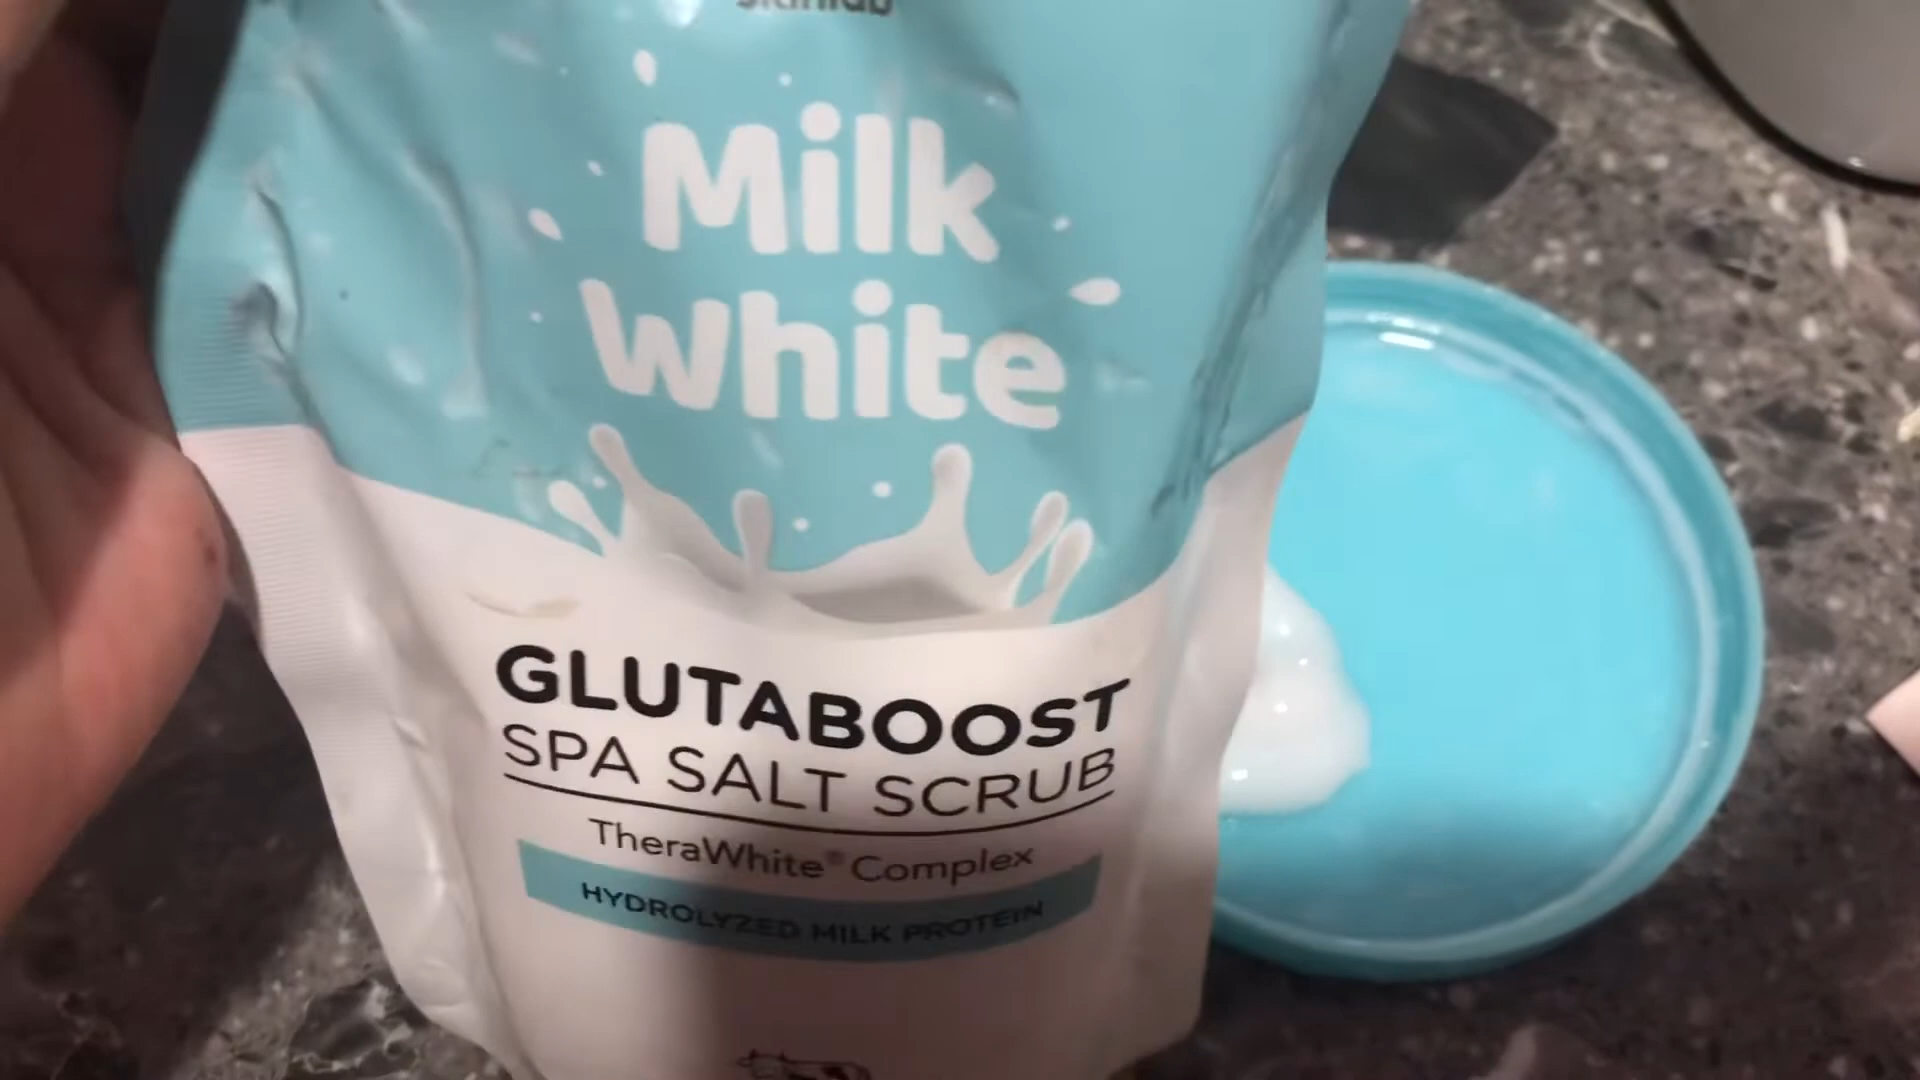 Milk
White
GLUTABOOST
SPA SALT SCRUB
TheraWhite® Complex
HYDROLYZED MILK PROTEIN